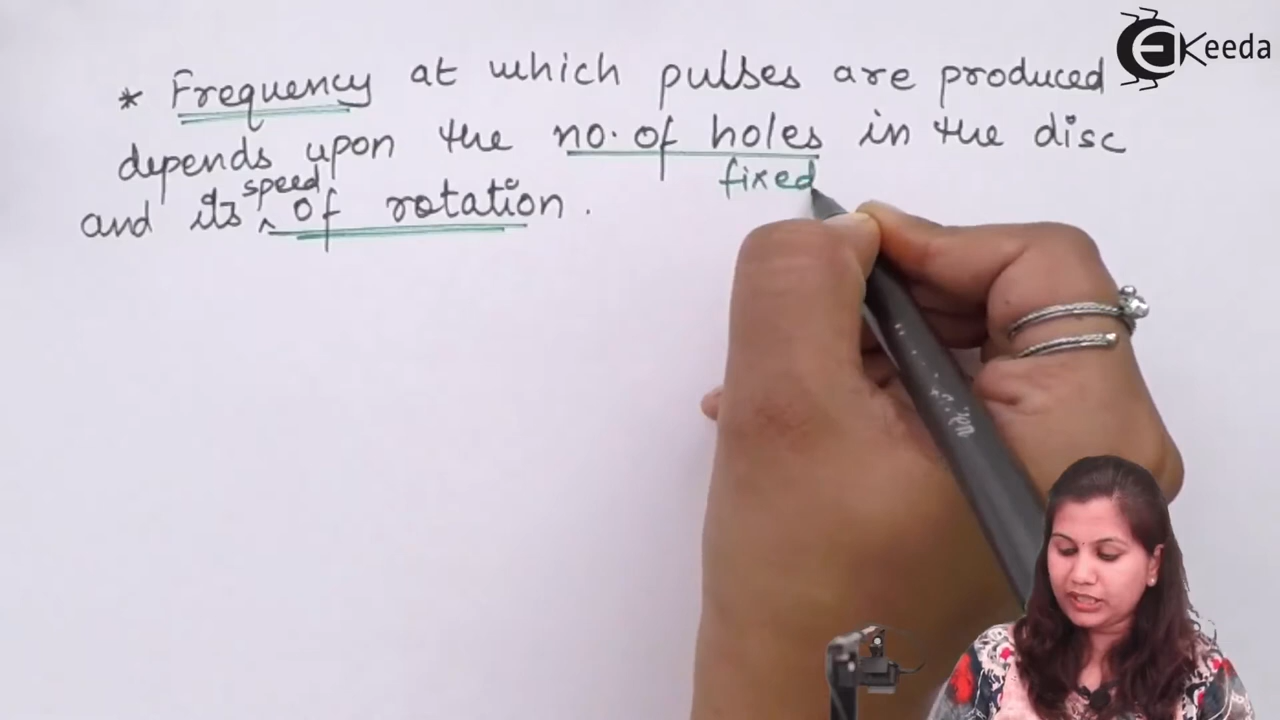 * Frequency at which pulses are produced
depends upon the no. of holes in the disc
fixed
speed
and its ^ of rotation.
EKeeda